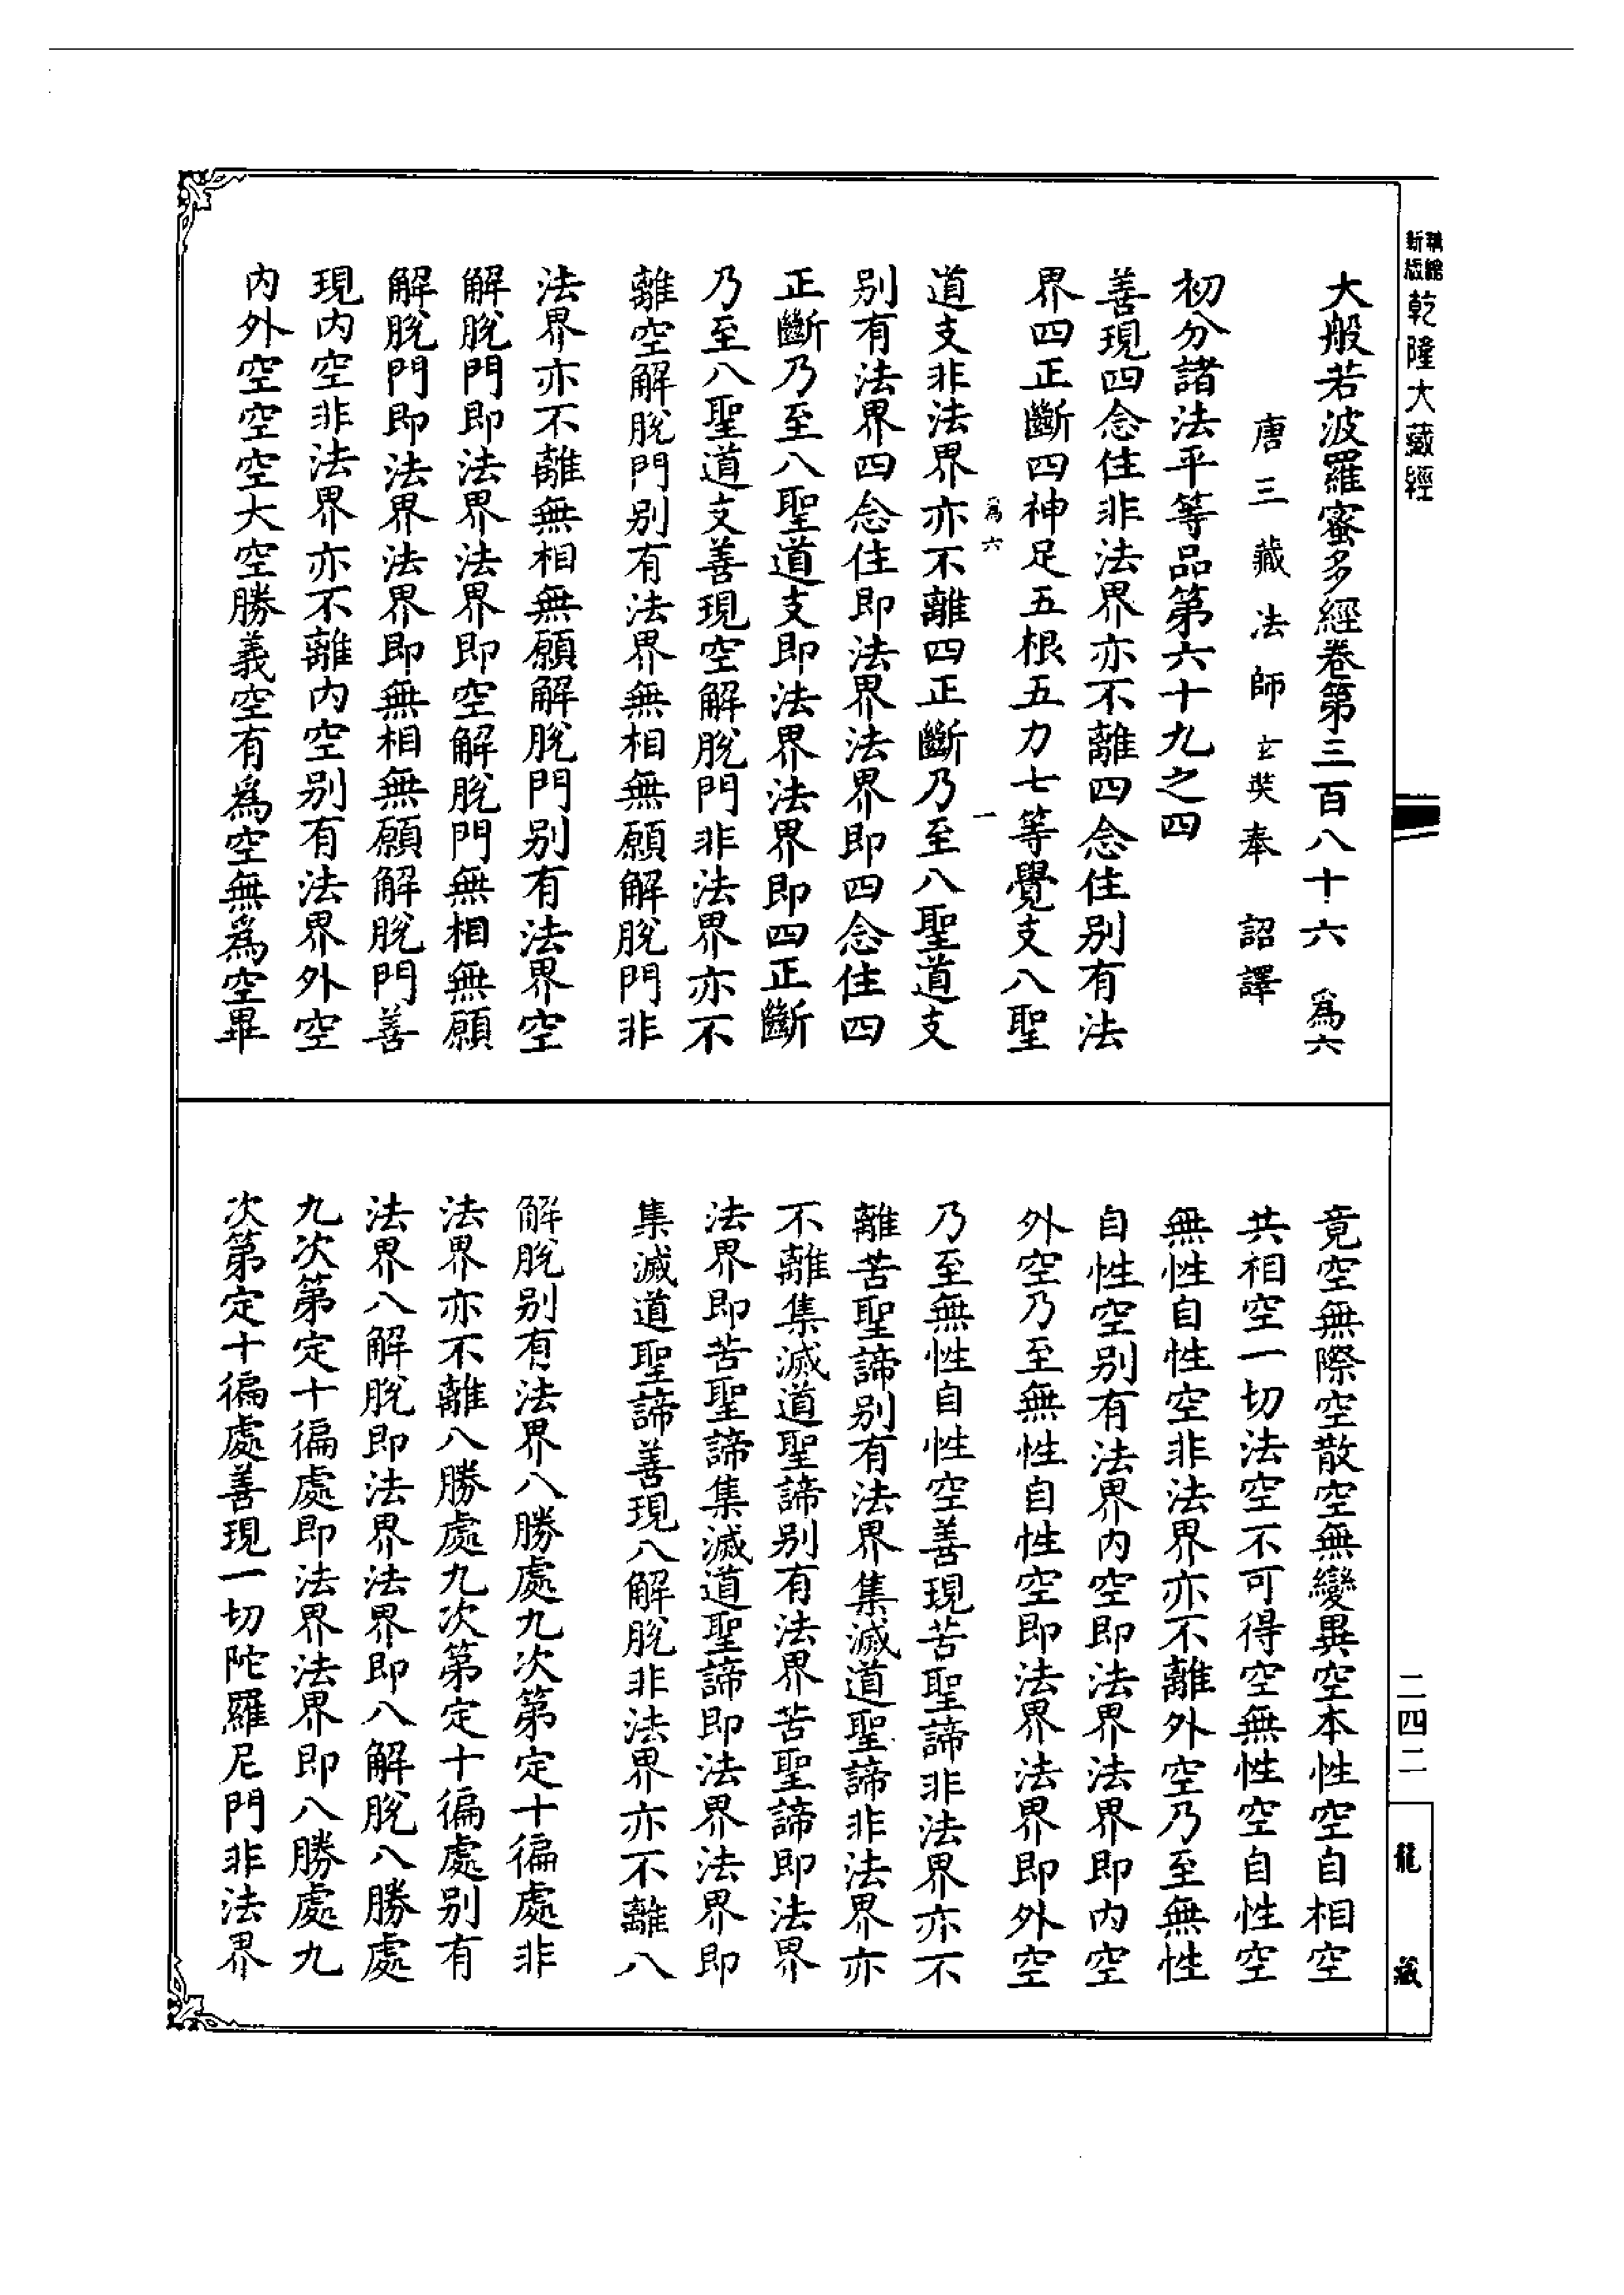 新版
乾隆大藏經
大般若波羅蜜多經卷第三百八十六 為六
唐三藏法師玄奘奉 詔譯
初分諸法平等品第六十九之四
善現四念住非法界亦不離四念住別有法
界四正斷四神足五根五力七等覺支八聖
為六 一
道支非法界亦不離四正斷乃至八聖道支
別有法界四念住即法界法界即四念住四
正斷乃至八聖道支即法界法界即四正斷
乃至八聖道支善現空解脫門非法界亦不
離空解脫門別有法界無相無願解脫門非
法界亦不離無相無願解脫門別有法界空
解脫門即法界法界即空解脫門無相無願
解脫門即法界法界即無相無願解脫門善
現內空非法界亦不離內空別有法界外空
內外空空空大空勝義空有為空無為空畢
竟空無際空散空無變異空本性空自相空
共相空一切法空不可得空無性空自性空
無性自性空非法界亦不離外空乃至無性
自性空別有法界內空即法界法界即內空
外空乃至無性自性空即法界法界即外空
乃至無性自性空善現苦聖諦非法界亦不
離苦聖諦別有法界集滅道聖諦非法界亦
不離集滅道聖諦別有法界苦聖諦即法界
法界即苦聖諦集滅道聖諦即法界法界即
集滅道聖諦善現八解脫非法界亦不離八
解脫別有法界八勝處九次第定十徧處非
法界亦不離八勝處九次第定十徧處別有
法界八解脫即法界法界即八解脫八勝處
九次第定十徧處即法界法界即八勝處九
次第定十徧處善現一切陀羅尼門非法界
二四二
龍藏